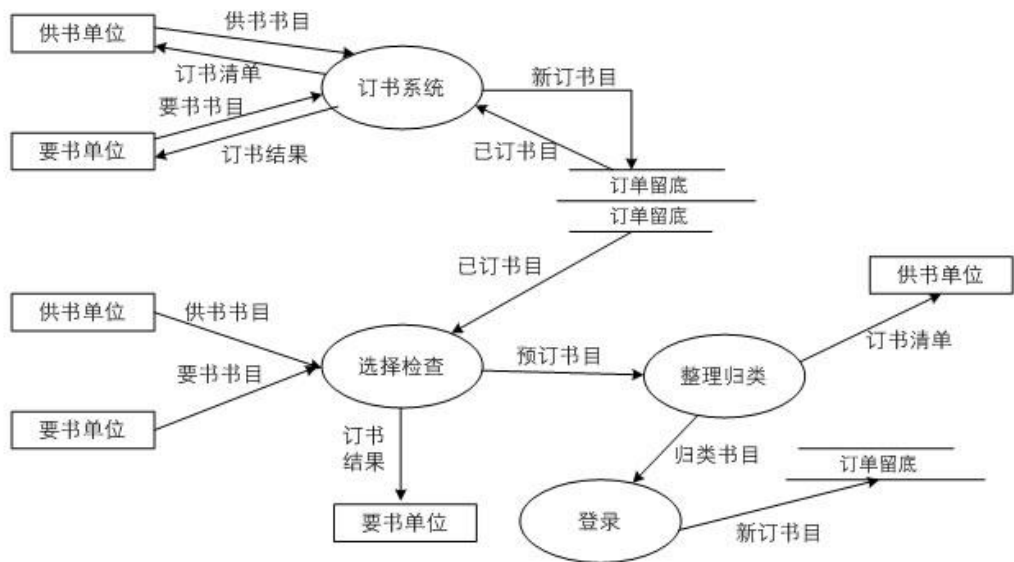 供书单位
供书书目
订书清单
要书书目
要书单位
订书结果
订书系统
新订书目
已订书目
订单留底
订单留底
已订书目
供书单位
供书书目
要书书目
要书单位
选择检查
预订书目
整理归类
供书单位
订书清单
订书
结果
要书单位
归类书目
登录
新订书目
订单留底